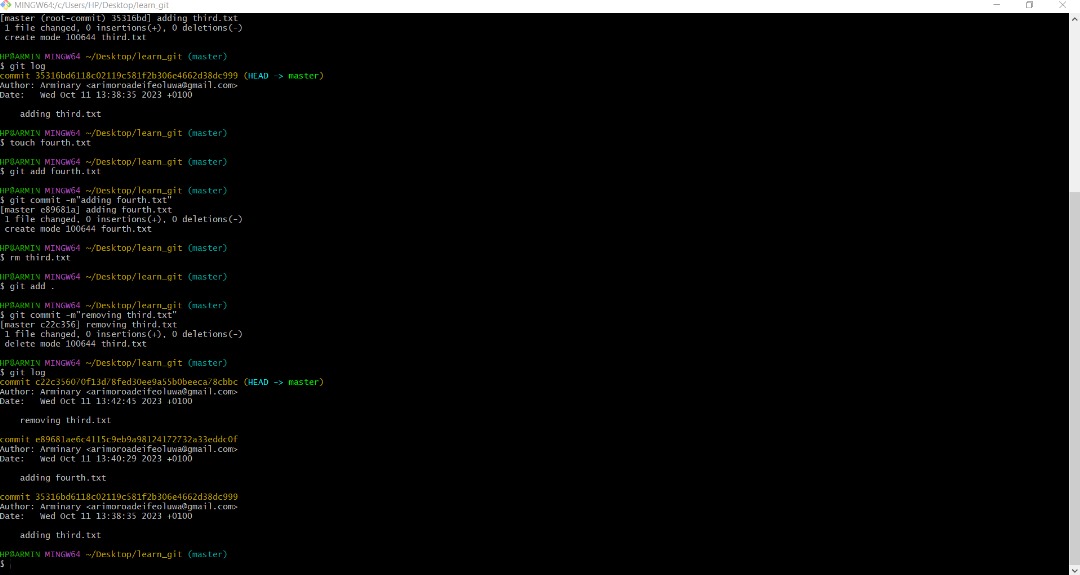 MINGW64:/c/Users/HP/Desktop/learn_git
[master (root-commit) 35316bd] adding third.txt
 1 file changed, 0 insertions(+), 0 deletions(-)
 create mode 100644 third.txt
HP@ARMIN MINGW64 ~/Desktop/learn_git (master)
$ git log
commit 35316bd6118c02119c581f2b306e4662d38dc999 (HEAD -> master)
Author: Arminary <arimoroadeifeoluwa@gmail.com>
Date:   Wed Oct 11 13:38:35 2023 +0100
    adding third.txt
HP@ARMIN MINGW64 ~/Desktop/learn_git (master)
$ touch fourth.txt
HP@ARMIN MINGW64 ~/Desktop/learn_git (master)
$ git add fourth.txt
HP@ARMIN MINGW64 ~/Desktop/learn_git (master)
$ git commit -m"adding fourth.txt"
[master e89681a] adding fourth.txt
 1 file changed, 0 insertions(+), 0 deletions(-)
 create mode 100644 fourth.txt
HP@ARMIN MINGW64 ~/Desktop/learn_git (master)
$ rm third.txt
HP@ARMIN MINGW64 ~/Desktop/learn_git (master)
$ git add .
HP@ARMIN MINGW64 ~/Desktop/learn_git (master)
$ git commit -m"removing third.txt"
[master c22c356] removing third.txt
 1 file changed, 0 insertions(+), 0 deletions(-)
 delete mode 100644 third.txt
HP@ARMIN MINGW64 ~/Desktop/learn_git (master)
$ git log
commit c22c356070f13d78fed30ee9a55b0beeca78cbbc (HEAD -> master)
Author: Arminary <arimoroadeifeoluwa@gmail.com>
Date:   Wed Oct 11 13:42:45 2023 +0100
    removing third.txt
commit e89681ae6c4115c9eb9a98124172732a33eddc0f
Author: Arminary <arimoroadeifeoluwa@gmail.com>
Date:   Wed Oct 11 13:40:29 2023 +0100
    adding fourth.txt
commit 35316bd6118c02119c581f2b306e4662d38dc999
Author: Arminary <arimoroadeifeoluwa@gmail.com>
Date:   Wed Oct 11 13:38:35 2023 +0100
    adding third.txt
HP@ARMIN MINGW64 ~/Desktop/learn_git (master)
$